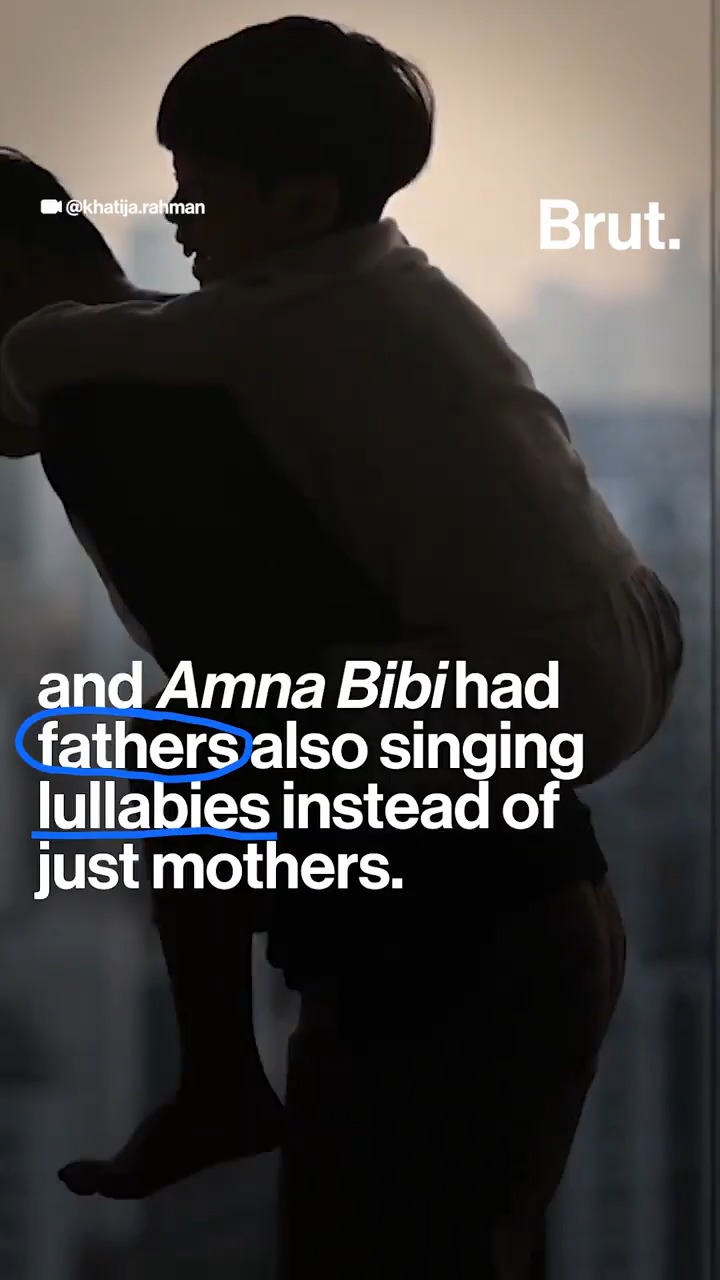 @khatija.rahman
Brut.
and Amna Bibi had
fathers also singing
lullabies instead of
just mothers.